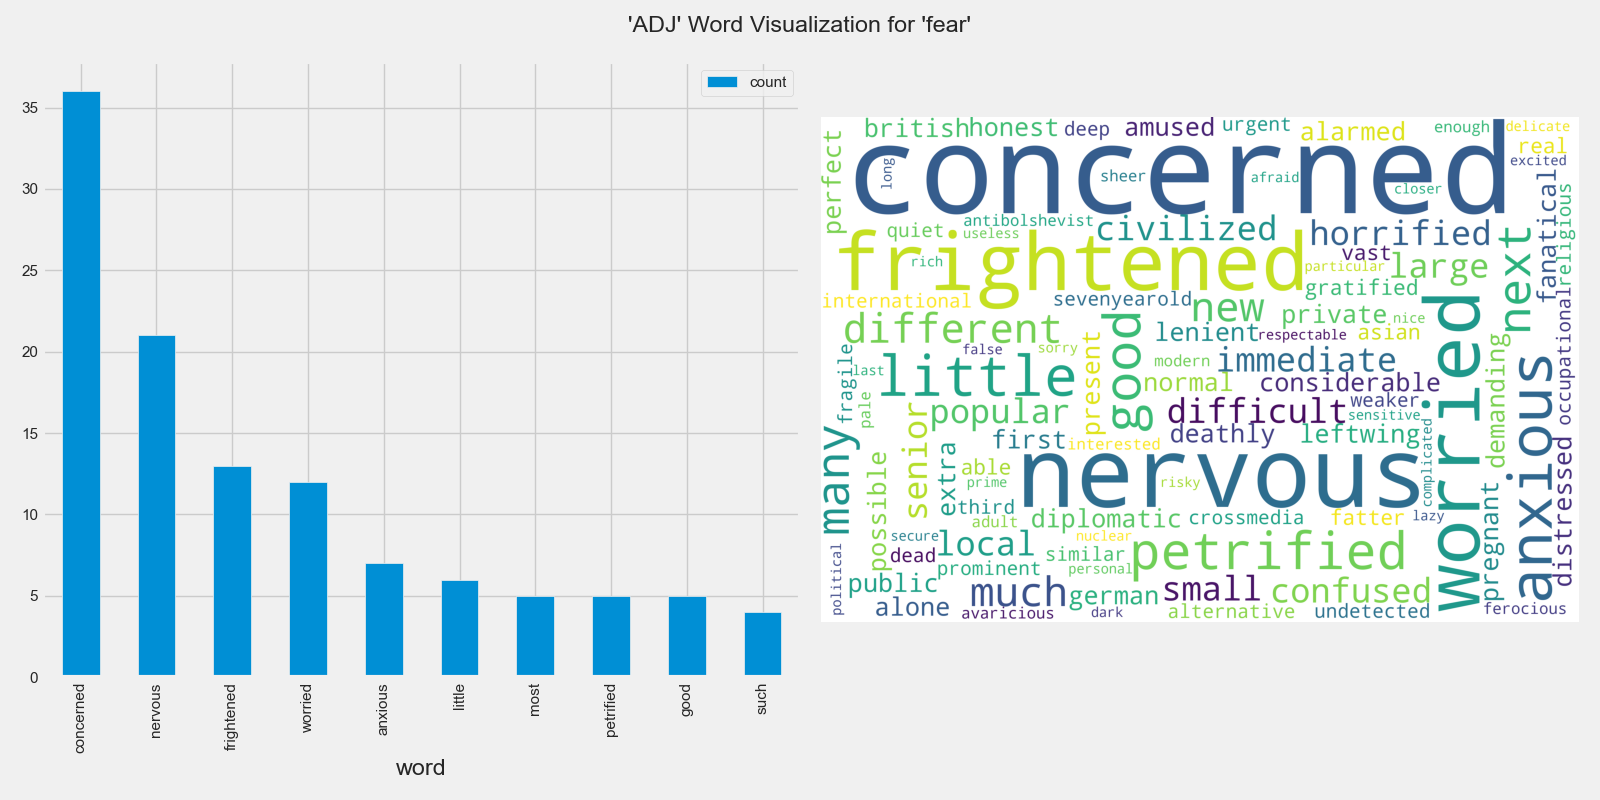 'ADJ' Word Visualization for 'fear'
count
35
30
25
20
15
10
5
0
concerned
nervous
frightened
worried
anxious
little
most
petrified
good
such
word
british
honest
deep
amused
urgent
alarmed
enough
delicate
real
excited
perfect
long
concerned
sheer
afraid
closer
fanatical
religious
antibolshevist
quiet
useless
civilized
horrified
vast
large
next
frightened
rich
particular
gratified
international
sevenyearold
new
private
nice
different
lenient
respectable
asian
good
present
false
sorry
modern
immediate
worried
anxious
occupational
demanding
fragile
last
pale
little
normal
considerable
weaker
sensitive
popular
difficult
senior
first
interested
deathly
leftwing
complicated
many
possible
extra
able
prime
nervous
risky
third
adult
diplomatic
crossmedia
fatter
lazy
distressed
pregnant
secure
dead
local
nuclear
similar
petrified
political
prominent
personal
public
much
german
small
confused
alone
avaricious
dark
alternative
undetected
ferocious